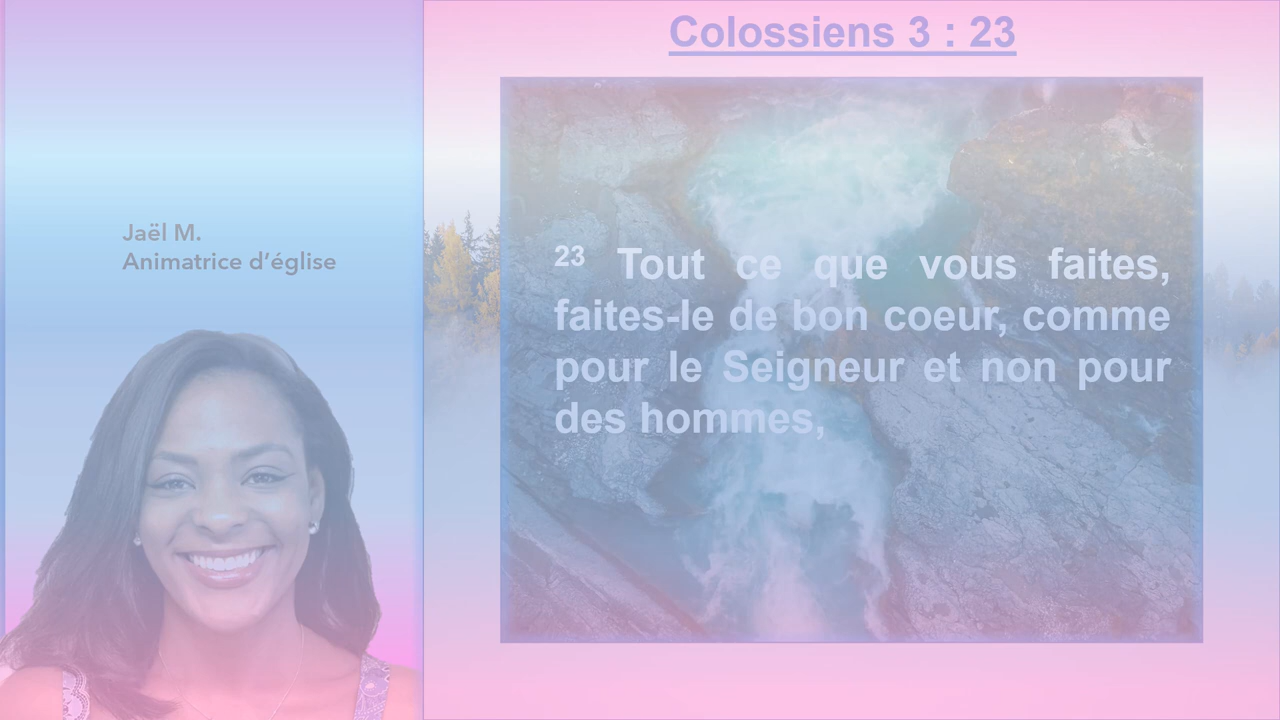 Colossiens 3 : 23
Jaël M.
Animatrice d’église
23 Tout ce que vous faites,
faites-le de bon coeur, comme
pour le Seigneur et non pour
des hommes,